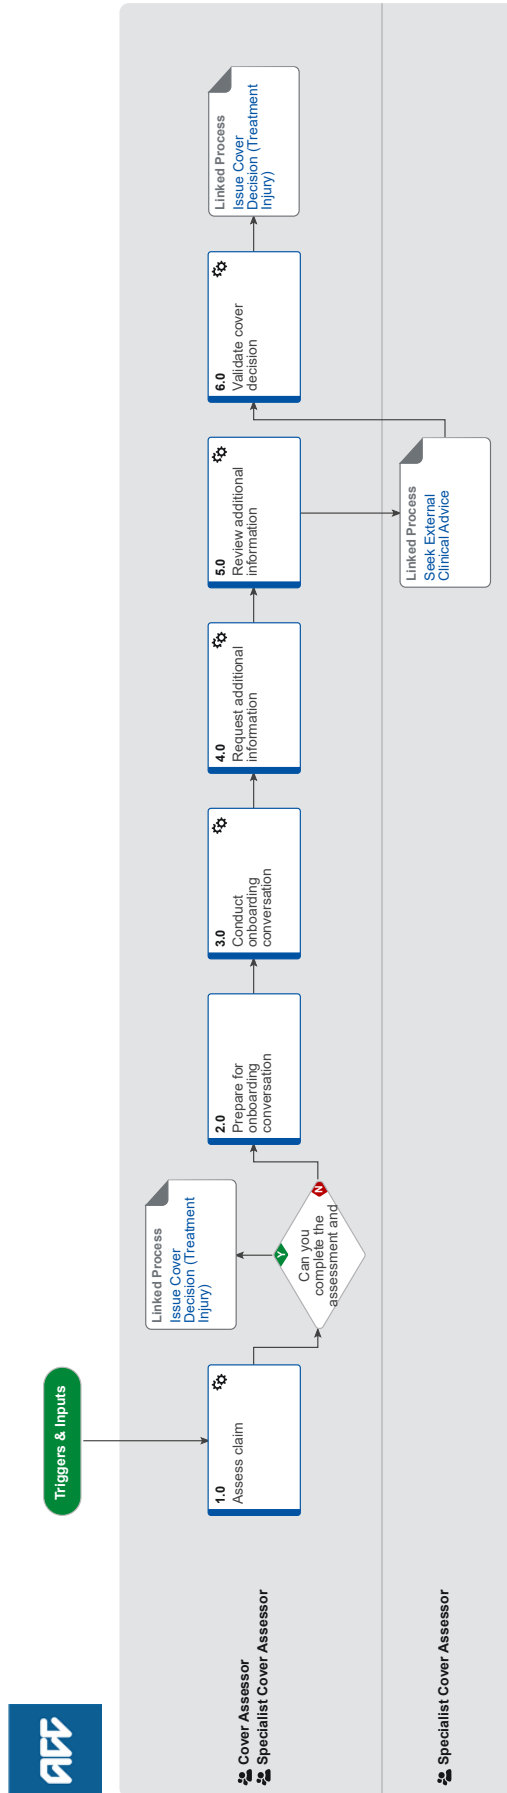 ACC
Triggers & Inputs
Cover Assessor
Specialist Cover Assessor
1.0
Assess claim
Can you
complete the
assessment and
Y
N
Linked Process
Issue Cover
Decision (Treatment
Injury)
2.0
Prepare for
onboarding
conversation
3.0
Conduct
onboarding
conversation
4.0
Request additional
information
5.0
Review additional
information
6.0
Validate cover
decision
Linked Process
Issue Cover
Decision (Treatment
Injury)
Specialist Cover Assessor
Linked Process
Seek External
Clinical Advice